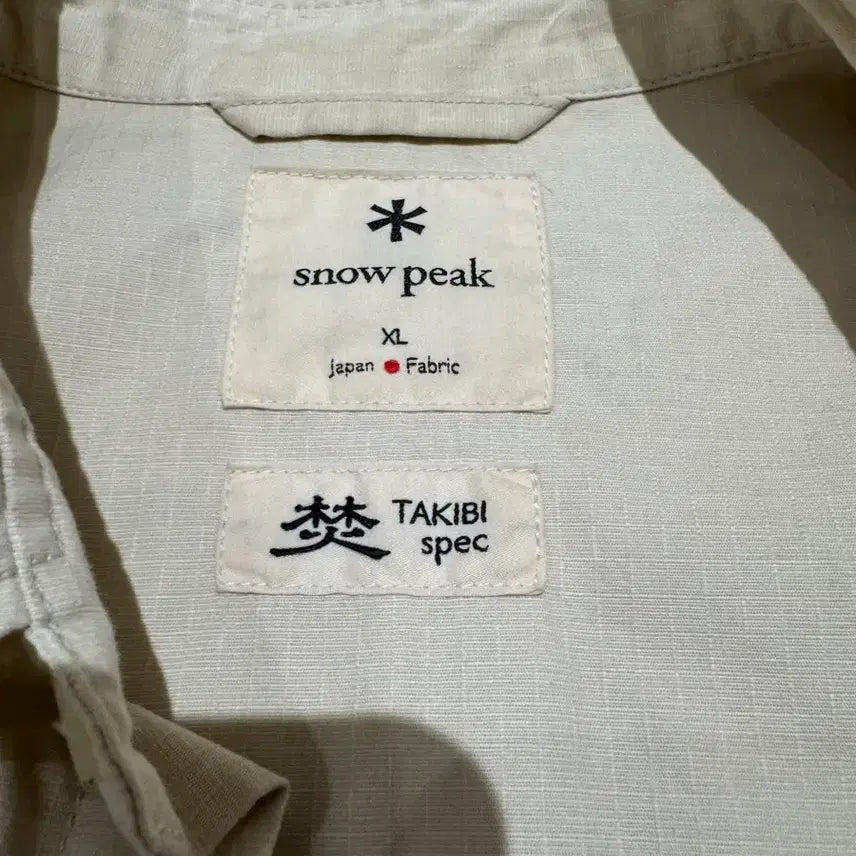 snow peak
XL
Japan Fabric
焚 TAKIBI
spec